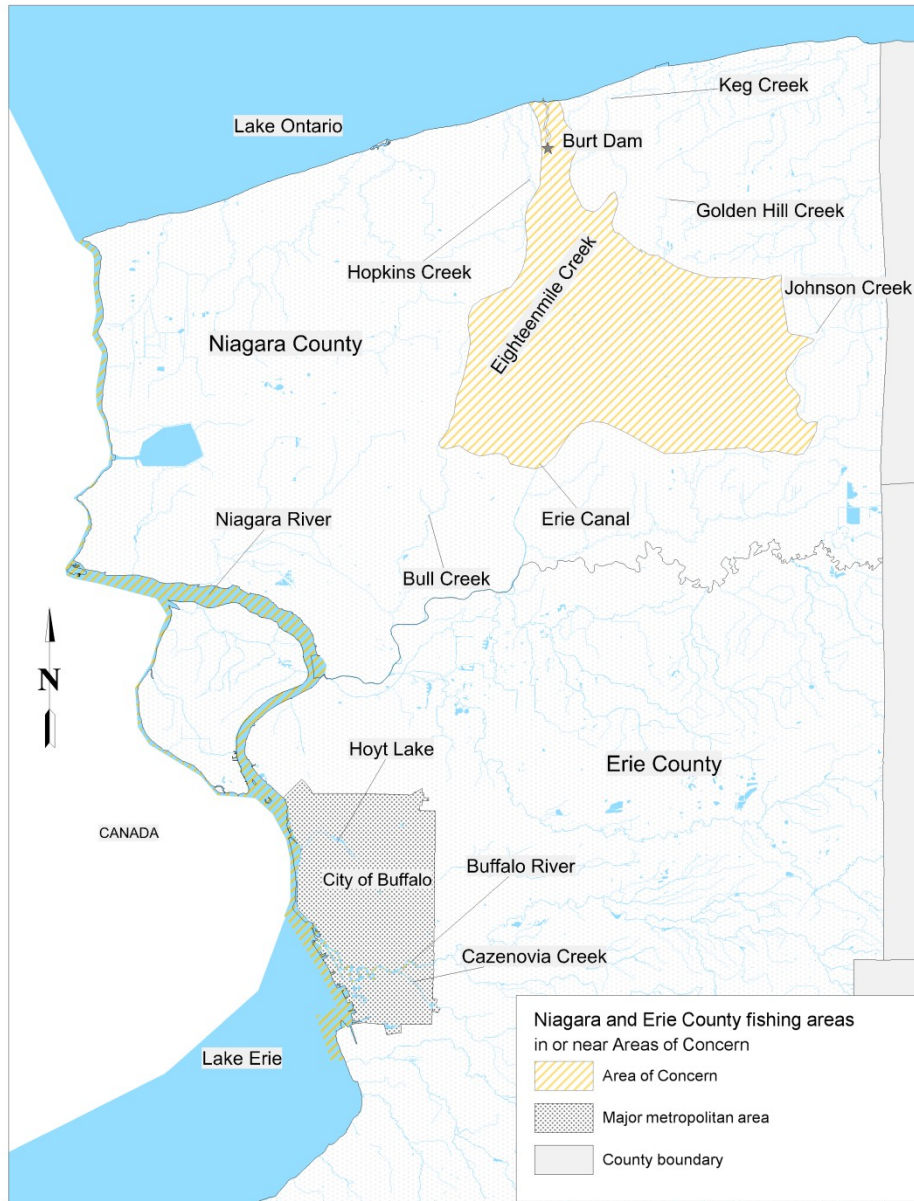 Keg Creek
Lake Ontario
Burt Dam
Golden Hill Creek
Hopkins Creek
Eighteenmile Creek
Johnson Creek
Niagara County
Niagara River
Erie Canal
Bull Creek
N
Hoyt Lake
Erie County
CANADA
City of Buffalo
Buffalo River
Cazenovia Creek
Lake Erie
Niagara and Erie County fishing areas
in or near Areas of Concern
Area of Concern
Major metropolitan area
County boundary